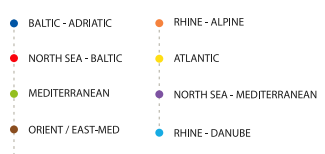 BALTIC - ADRIATIC
NORTH SEA - BALTIC
MEDITERRANEAN
ORIENT / EAST-MED
RHINE - ALPINE
ATLANTIC
NORTH SEA - MEDITERRANEAN
RHINE - DANUBE